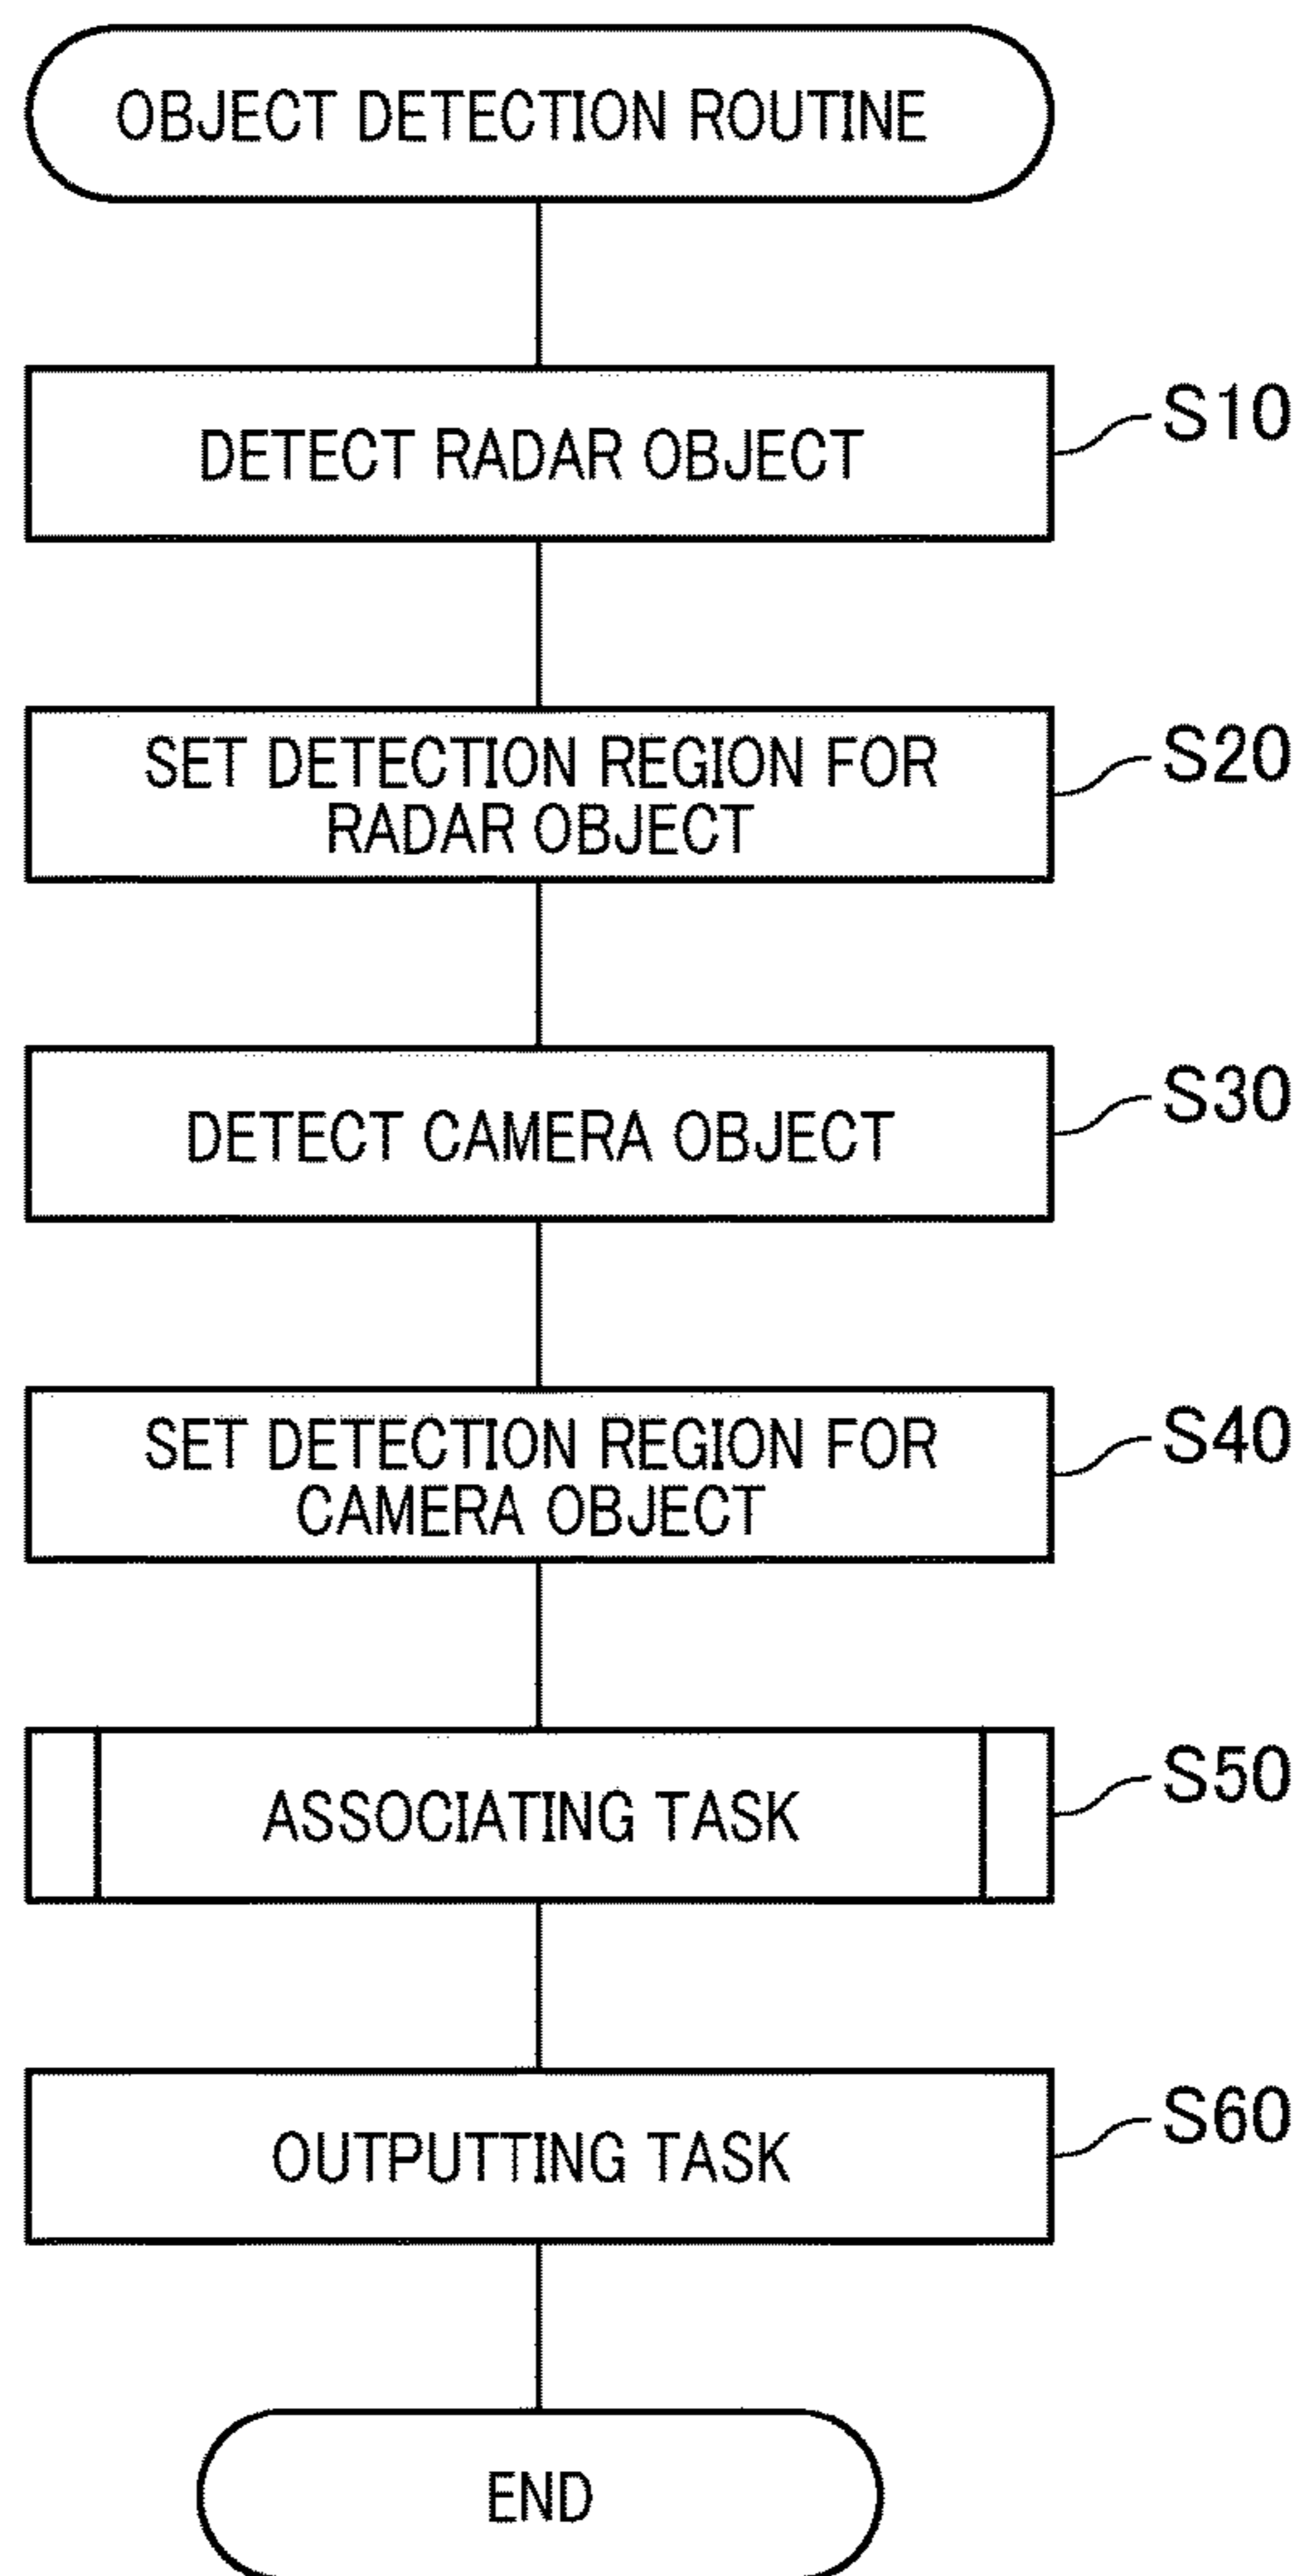 OBJECT DETECTION ROUTINE
DETECT RADAR OBJECT
S10
SET DETECTION REGION FOR
RADAR OBJECT
S20
DETECT CAMERA OBJECT
S30
SET DETECTION REGION FOR
CAMERA OBJECT
S40
ASSOCIATING TASK
S50
OUTPUTTING TASK
S60
END